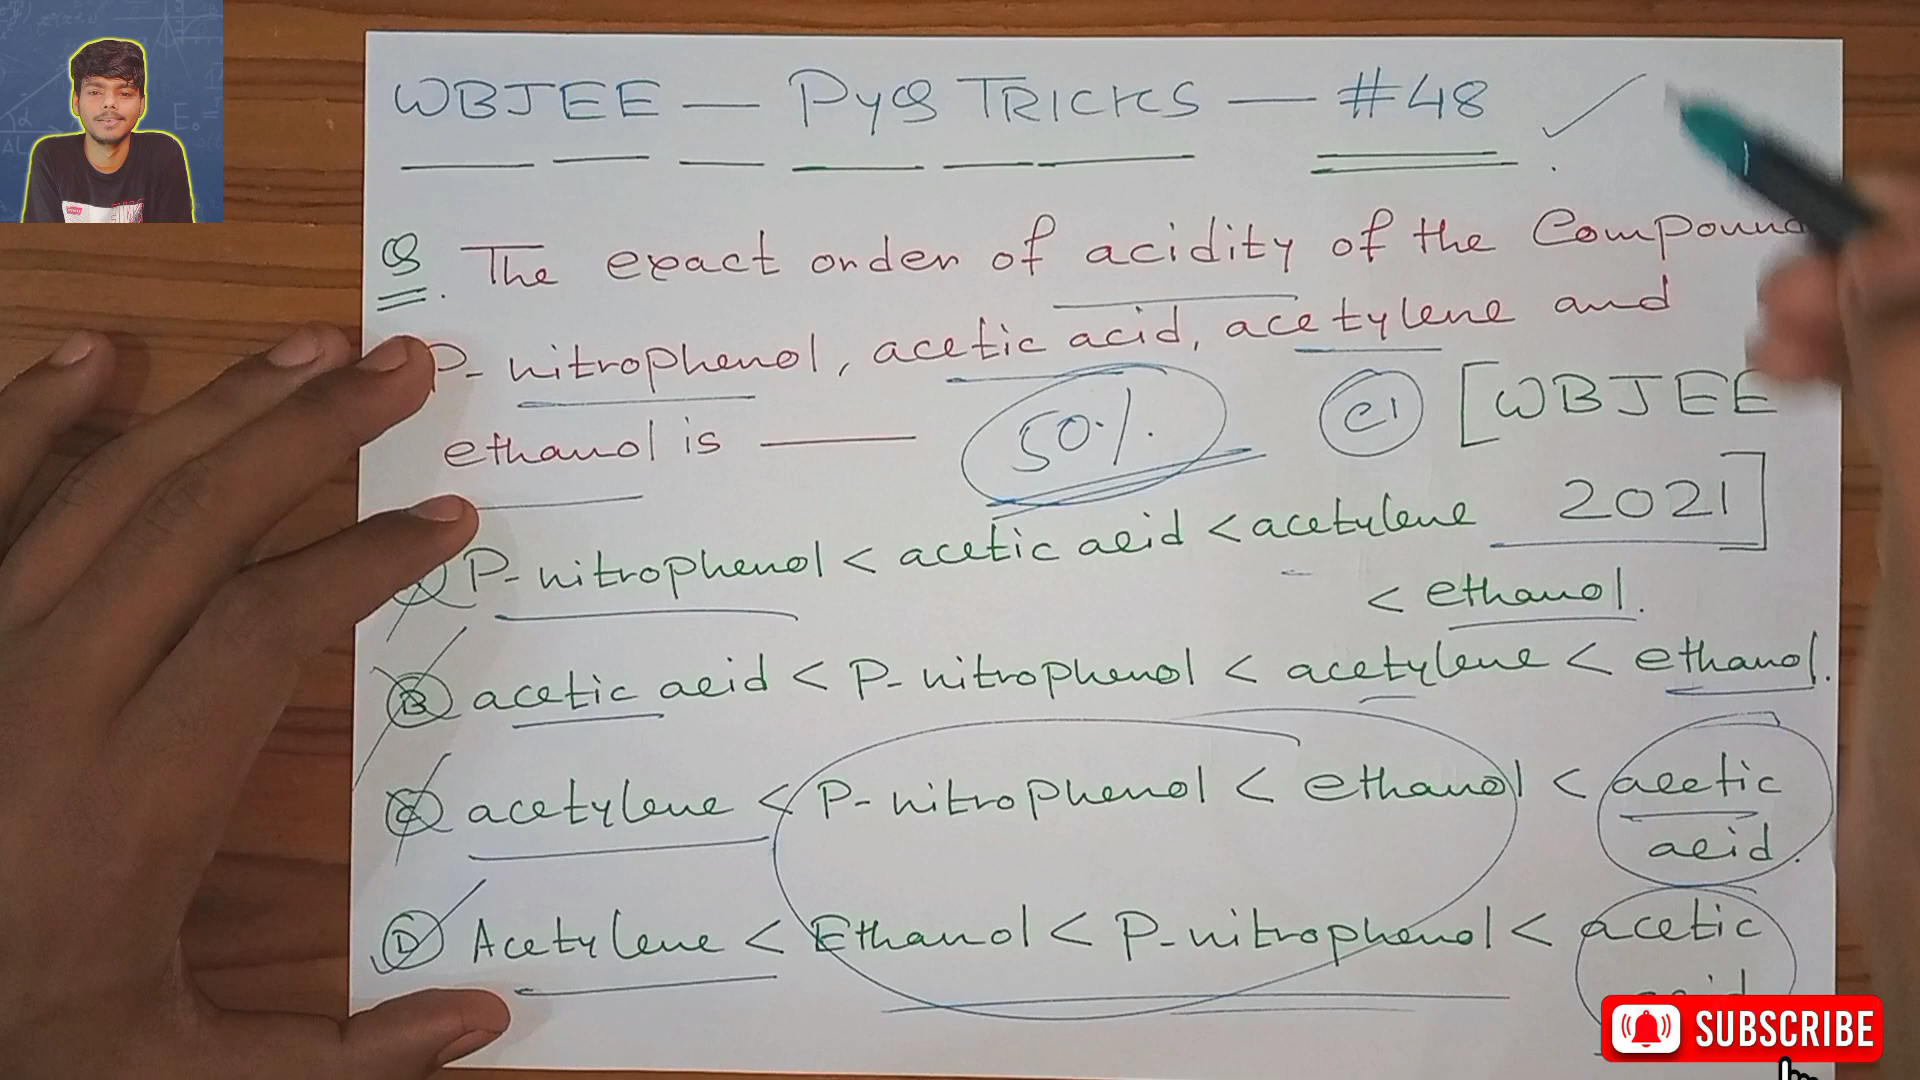 WBJEE — PYQ TRICKS — #48
Q. The exact order of acidity of the Compound
P-nitrophenol, acetic acid, acetylene and
ethanol is —
50%.
[WBJEE
2021]
P-nitrophenol < acetic acid < acetylene
< ethanol.
B acetic acid < P-nitrophenol < acetylene < ethanol.
C acetylene < P-nitrophenol < ethanol < acetic
acid.
D Acetylene < Ethanol < P-nitrophenol < acetic
acid
SUBSCRIBE